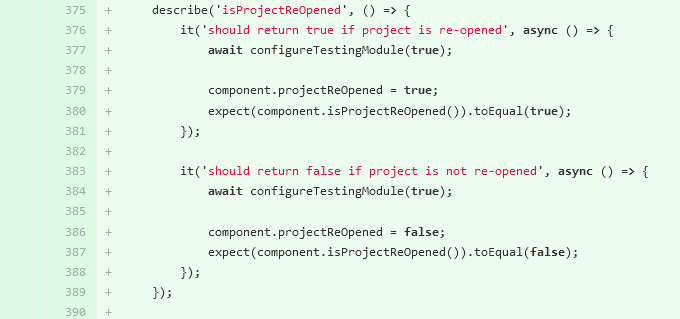 375 +     describe('isProjectReOpened', () => {
376 +         it('should return true if project is re-opened', async () => {
377 +             await configureTestingModule(true);
378 +
379 +             component.projectReOpened = true;
380 +             expect(component.isProjectReOpened()).toEqual(true);
381 +         });
382 +
383 +         it('should return false if project is not re-opened', async () => {
384 +             await configureTestingModule(true);
385 +
386 +             component.projectReOpened = false;
387 +             expect(component.isProjectReOpened()).toEqual(false);
388 +         });
389 +     });
390 +